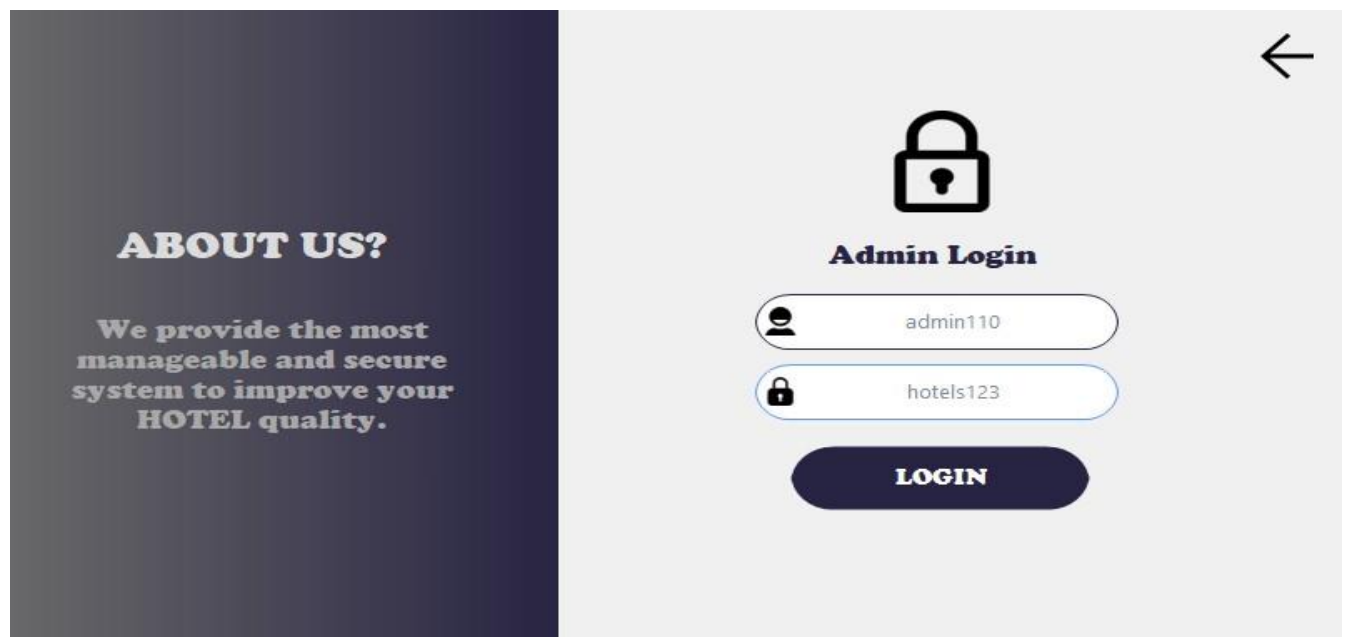 ABOUT US?
We provide the most
manageable and secure
system to improve your
HOTEL quality.
Admin Login
admin110
hotels123
LOGIN